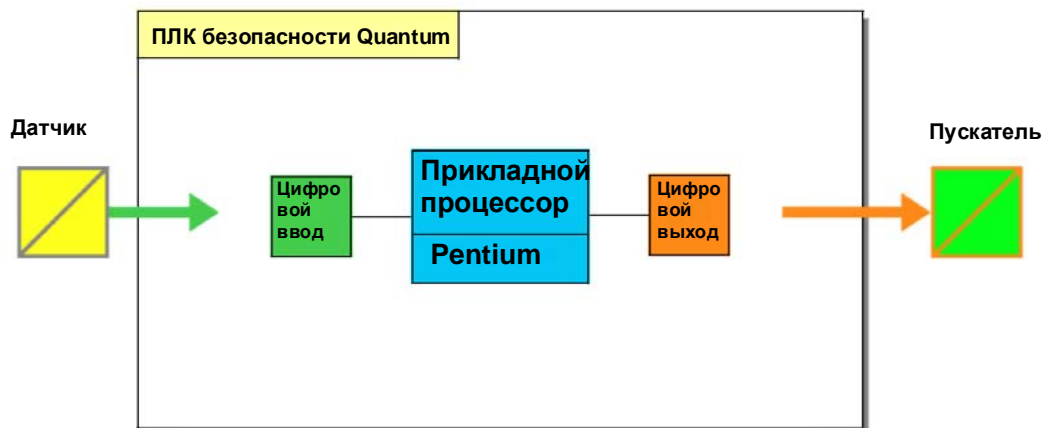 ПЛК безопасности Quantum
Датчик
Пускатель
Цифро
вой
ввод
Прикладной
процессор
Pentium
Цифро
вой
выход